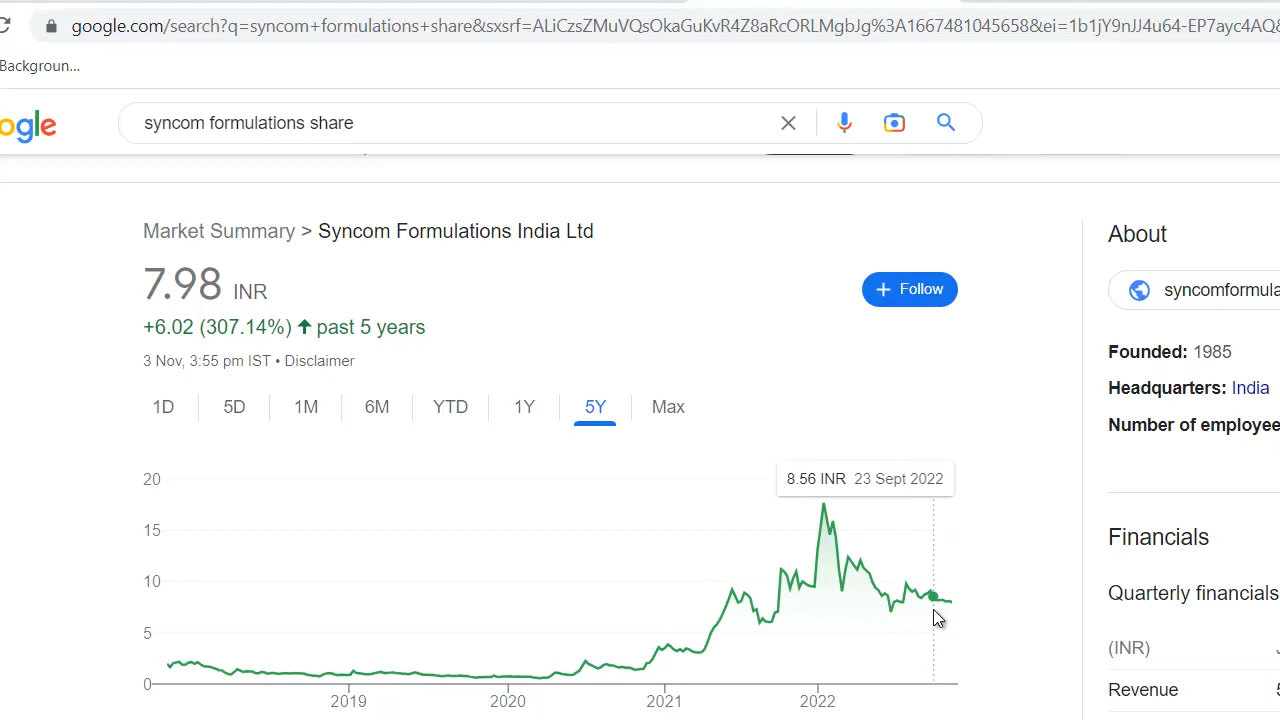 google.com/search?q=syncom+formulations+share&sxsrf=ALiCzsZMuVQsOkaGuKvR4Z8aRcORLMgbJg%3A1667481045658&ei=1b1jY9nJJ4u64-EP7ayc4AQ&
Backgroun...
ogle
syncom formulations share
Market Summary > Syncom Formulations India Ltd
7.98 INR
+ Follow
+6.02 (307.14%) ↑ past 5 years
3 Nov, 3:55 pm IST • Disclaimer
1D 5D 1M 6M YTD 1Y 5Y Max
8.56 INR 23 Sept 2022
20
15
10
5
0
2019 2020 2021 2022
About
syncomformula
Founded: 1985
Headquarters: India
Number of employee
Financials
Quarterly financials
(INR)
Revenue